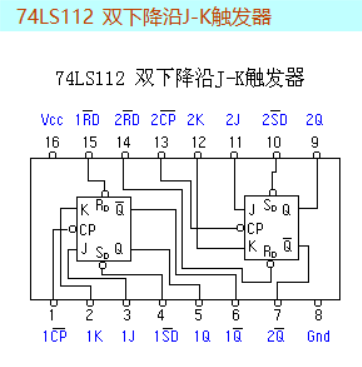 74LS112 双下降沿J-K触发器
74LS112 双下降沿J-K触发器
Vcc 1R̅D̅ 2R̅D̅ 2C̅P̅ 2K 2J 2S̅D̅ 2Q
16 15 14 13 12 11 10 9
K RD Q̅
CP
J SD Q
J SD Q
CP
K RD Q̅
1 2 3 4 5 6 7 8
1C̅P̅ 1K 1J 1S̅D̅ 1Q 1Q̅ 2Q̅ Gnd